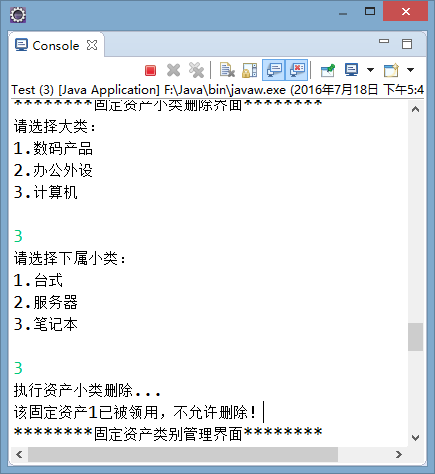 Console
Test (3) [Java Application] F:\Java\bin\javaw.exe (2016年7月18日 下午5:4
********固定资产小类删除界面********
请选择大类:
1.数码产品
2.办公外设
3.计算机
3
请选择下属小类:
1.台式
2.服务器
3.笔记本
3
执行资产小类删除...
该固定资产1已被领用，不允许删除!
********固定资产类别管理界面********